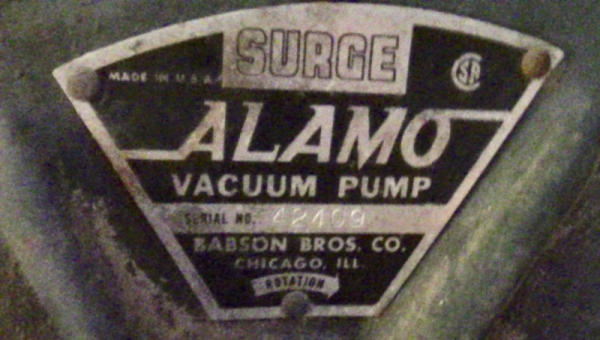 SURGE
MADE IN U.S.A.
ALAMO
VACUUM PUMP
SERIAL NO. 42409
BABSON BROS. CO.
CHICAGO, ILL.
ROTATION